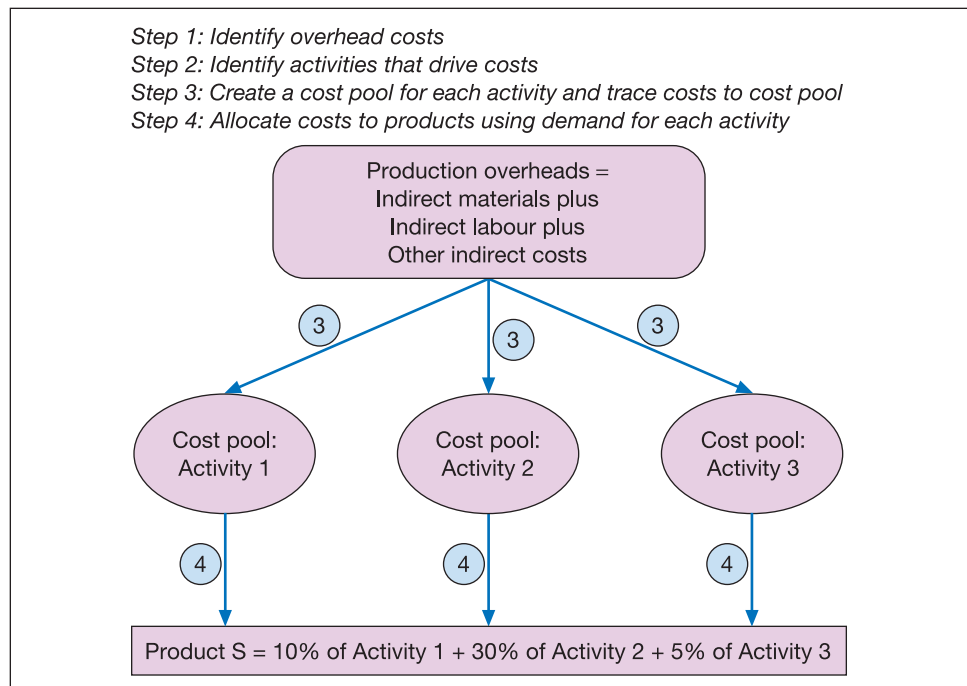 Step 1: Identify overhead costs
Step 2: Identify activities that drive costs
Step 3: Create a cost pool for each activity and trace costs to cost pool
Step 4: Allocate costs to products using demand for each activity
Production overheads =
Indirect materials plus
Indirect labour plus
Other indirect costs
3
3
3
Cost pool:
Activity 1
Cost pool:
Activity 2
Cost pool:
Activity 3
4
4
4
Product S = 10% of Activity 1 + 30% of Activity 2 + 5% of Activity 3